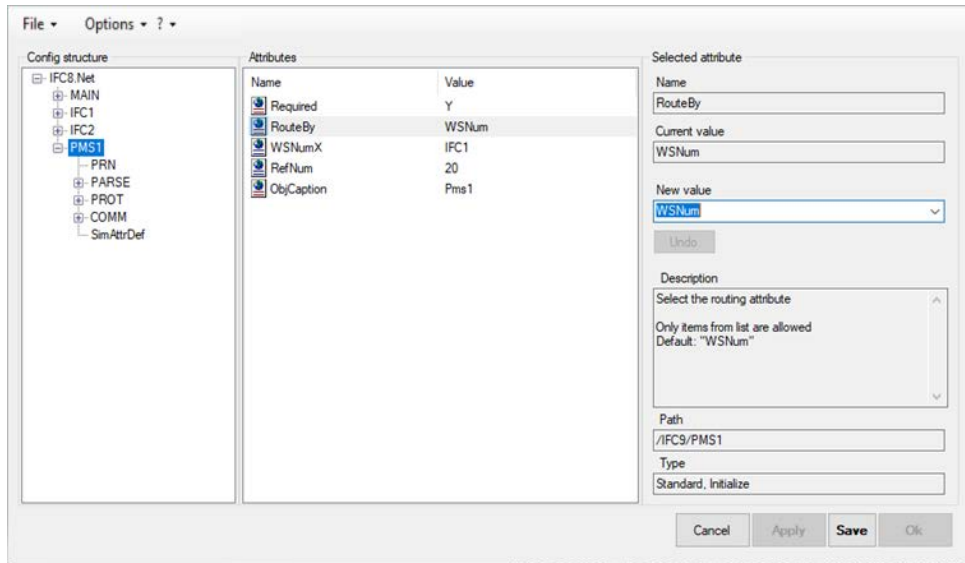 File Options ?
Config structure
IFC8.Net
MAIN
IFC1
IFC2
PMS1
PRN
PARSE
PROT
COMM
SimAttrDef
Attributes
Name Value
Required Y
RouteBy WSNum
WSNumX IFC1
RefNum 20
ObjCaption Pms1
Selected attribute
Name
RouteBy
Current value
WSNum
New value
WSNum
Undo
Description
Select the routing attribute
Only items from list are allowed
Default: "WSNum"
Path
/IFC9/PMS1
Type
Standard, Initialize
Cancel Apply Save Ok